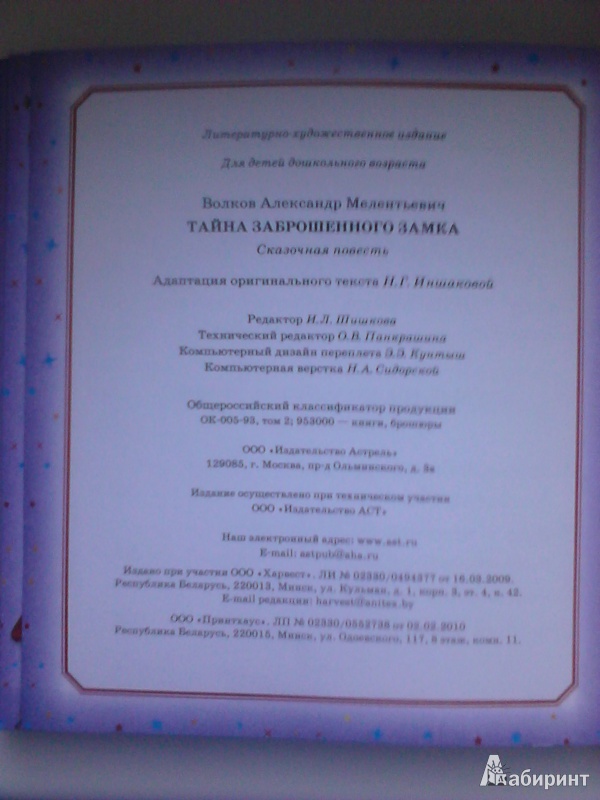 Литературно-художественное издание
Для детей дошкольного возраста
Волков Александр Мелентьевич
ТАЙНА ЗАБРОШЕННОГО ЗАМКА
Сказочная повесть
Адаптация оригинального текста Н.Г. Иншаковой
Редактор И.Л. Шишкова
Технический редактор О.В. Панкрашина
Компьютерный дизайн переплета Э.Э. Кунтыш
Компьютерная верстка Н.А. Сидорской
Общероссийский классификатор продукции
ОК-005-93, том 2; 953000 — книги, брошюры
ООО «Издательство Астрель»
129085, г. Москва, пр-д Ольминского, д. 3а
Издание осуществлено при техническом участии
ООО «Издательство АСТ»
Наш электронный адрес: www.ast.ru
E-mail: astpub@aha.ru
Издано при участии ООО «Харвест». ЛИ № 02330/0494377 от 16.03.2009.
Республика Беларусь, 220013, Минск, ул. Кульман, д. 1, корп. 3, эт. 4, к. 42.
E-mail редакции: harvest@anitex.by
ООО «Принтхаус». ЛП № 02330/0552738 от 03.02.2010
Республика Беларусь, 220015, Минск, ул. Одоевского, 117, 8 этаж, комн. 11.
Лабиринт